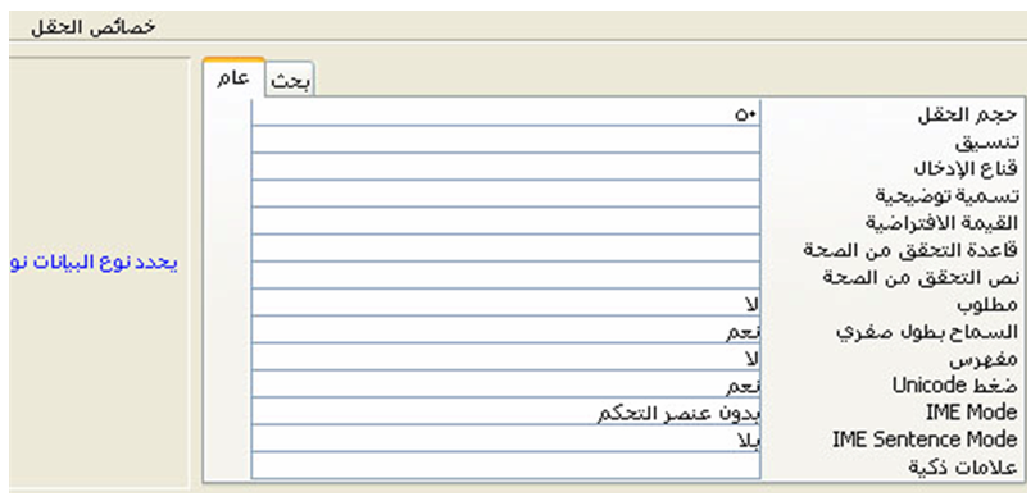 خصائص الحقل
عام بحث
حجم الحقل ٥٠
تنسيق
قناع الإدخال
تسمية توضيحية
القيمة الافتراضية
قاعدة التحقق من الصحة
نص التحقق من الصحة
مطلوب لا
السماح بطول صفري نعم
مفهرس لا
ضغط Unicode نعم
IME Mode بدون عنصر التحكم
IME Sentence Mode بلا
علامات ذكية
يحدد نوع البيانات نو